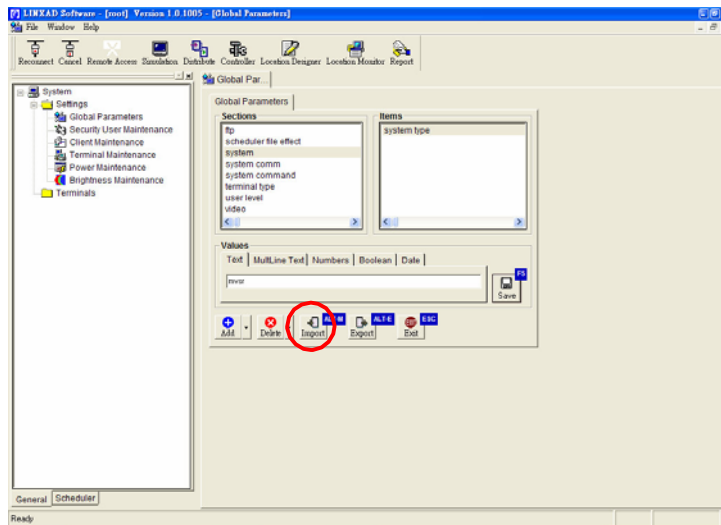 LINXAD Software - [root] Version 1.0.1005 - [Global Parameters]
File Window Help
Reconnect Cancel Remote Access Simulation Distribute Controller Location Designer Location Monitor Report
Global Par...
System
Settings
Global Parameters
Security User Maintenance
Client Maintenance
Terminal Maintenance
Power Maintenance
Brightness Maintenance
Terminals
Global Parameters
Sections
ftp
scheduler file effect
system
system comm
system command
terminal type
user level
video
Items
system type
Values
Text MultLine Text Numbers Boolean Date
F5
Save
Add Delete Import ALT-M Export ALT-E Exit ESC
General Scheduler
Ready